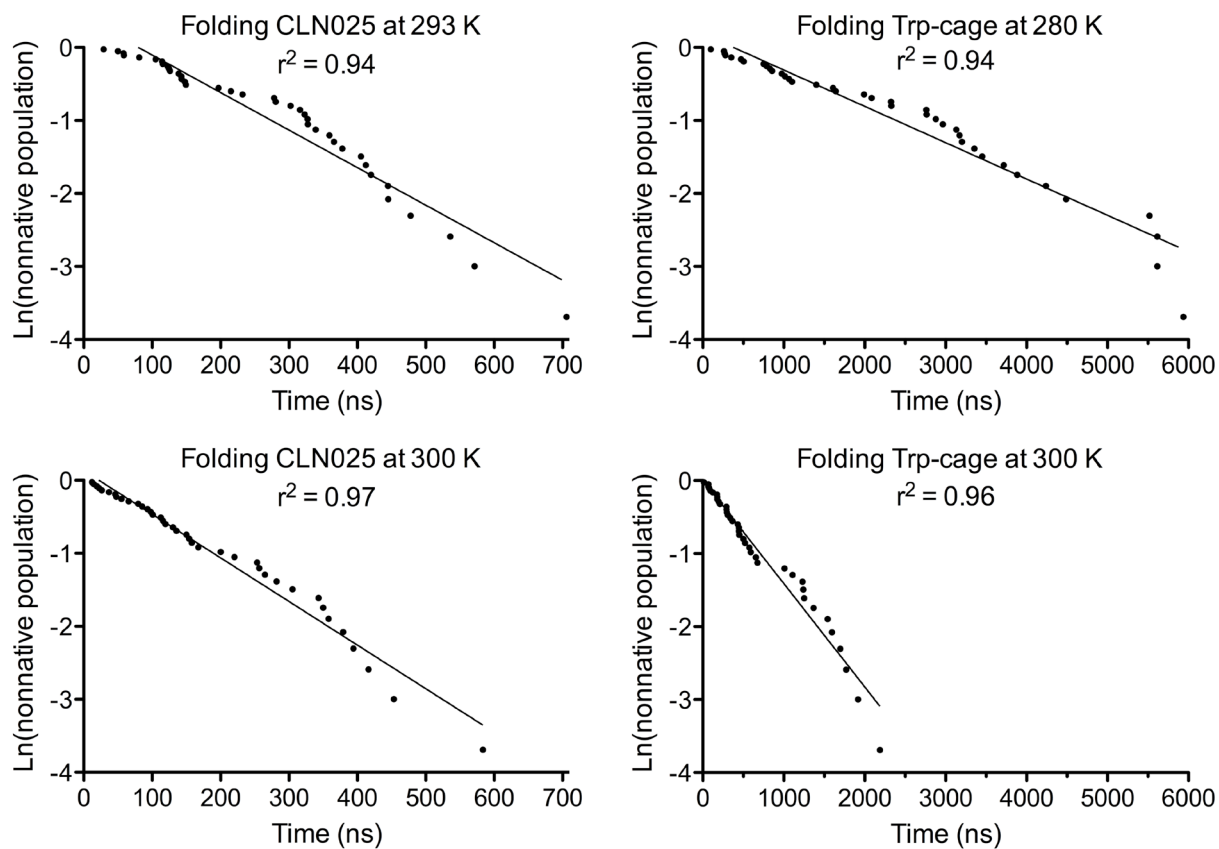 Folding CLN025 at 293 K
r² = 0.94
Ln(nonnative population)
0
-1
-2
-3
-4
0 100 200 300 400 500 600 700
Time (ns)
Folding Trp-cage at 280 K
r² = 0.94
Ln(nonnative population)
0
-1
-2
-3
-4
0 1000 2000 3000 4000 5000 6000
Time (ns)
Folding CLN025 at 300 K
r² = 0.97
Ln(nonnative population)
0
-1
-2
-3
-4
0 100 200 300 400 500 600 700
Time (ns)
Folding Trp-cage at 300 K
r² = 0.96
Ln(nonnative population)
0
-1
-2
-3
-4
0 1000 2000 3000 4000 5000 6000
Time (ns)